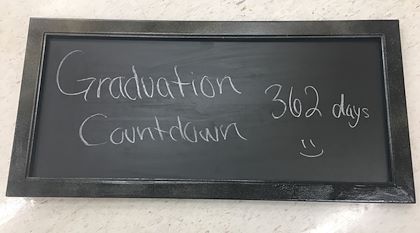 Graduation
Countdown
362 days
:)